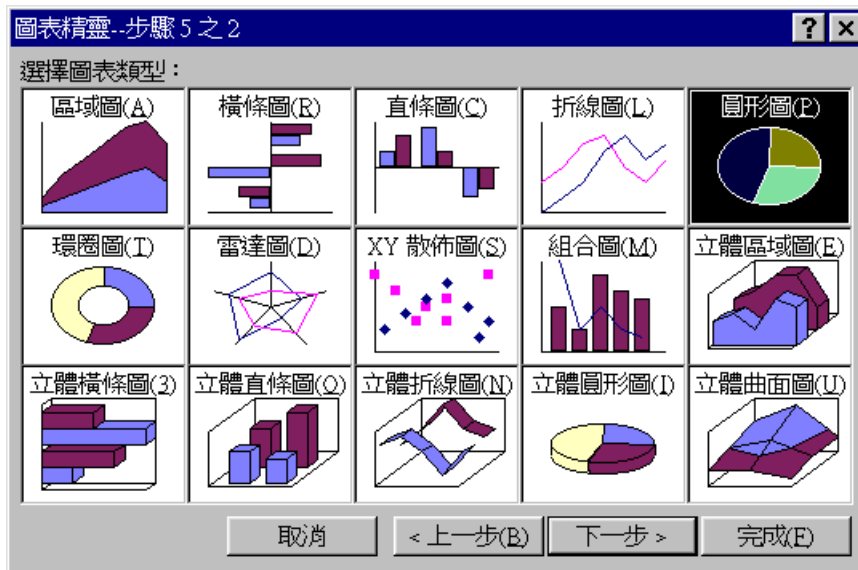 圖表精靈--步驟 5 之 2
選擇圖表類型：
區域圖(A) 橫條圖(R) 直條圖(C) 折線圖(L) 圓形圖(P)
環圈圖(T) 雷達圖(D) XY 散佈圖(S) 組合圖(M) 立體區域圖(E)
立體橫條圖(3) 立體直條圖(O) 立體折線圖(N) 立體圓形圖(I) 立體曲面圖(U)
取消 < 上一步(B) 下一步 > 完成(F)